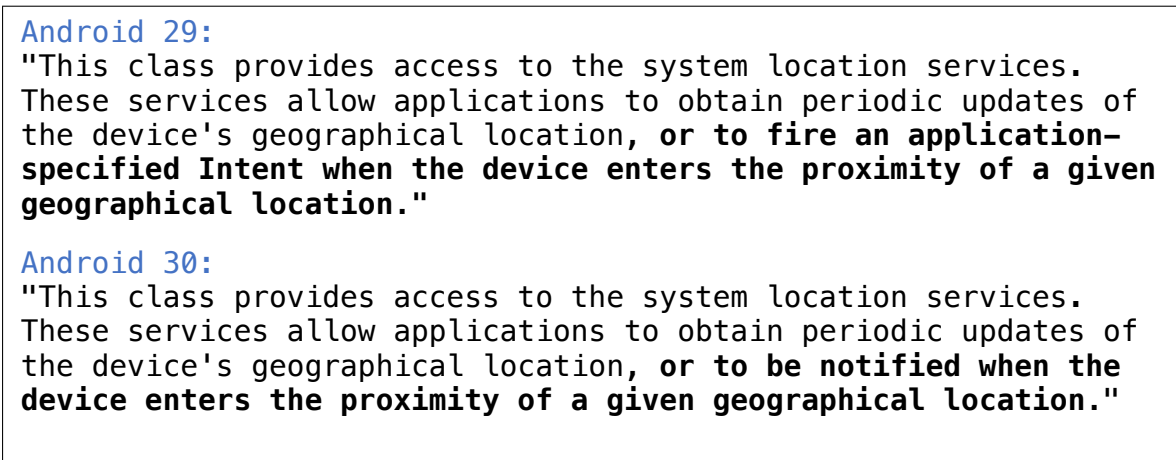 Android 29:
"This class provides access to the system location services.
These services allow applications to obtain periodic updates of
the device's geographical location, or to fire an application-
specified Intent when the device enters the proximity of a given
geographical location."
Android 30:
"This class provides access to the system location services.
These services allow applications to obtain periodic updates of
the device's geographical location, or to be notified when the
device enters the proximity of a given geographical location."